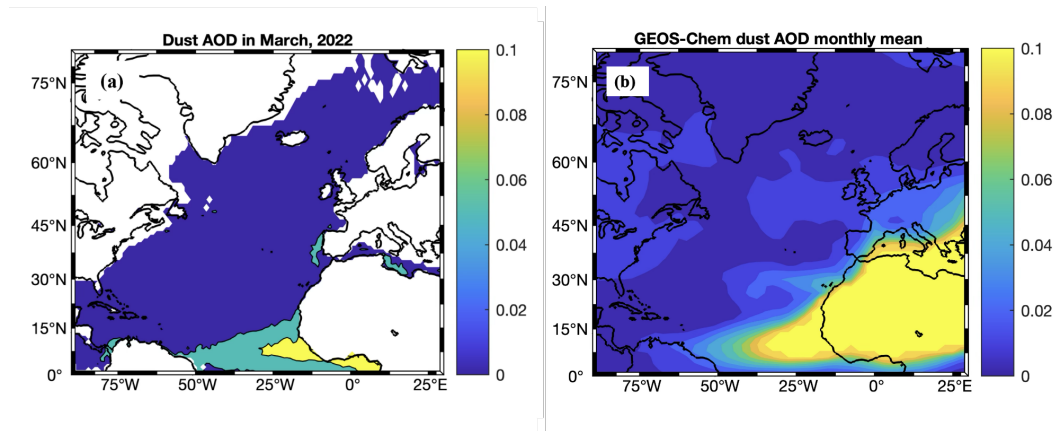 Dust AOD in March, 2022
(a)
75°N
60°N
45°N
30°N
15°N
0°
75°W
50°W
25°W
0°
25°E
0.1
0.08
0.06
0.04
0.02
0
GEOS-Chem dust AOD monthly mean
(b)
75°N
60°N
45°N
30°N
15°N
0°
75°W
50°W
25°W
0°
25°E
0.1
0.08
0.06
0.04
0.02
0